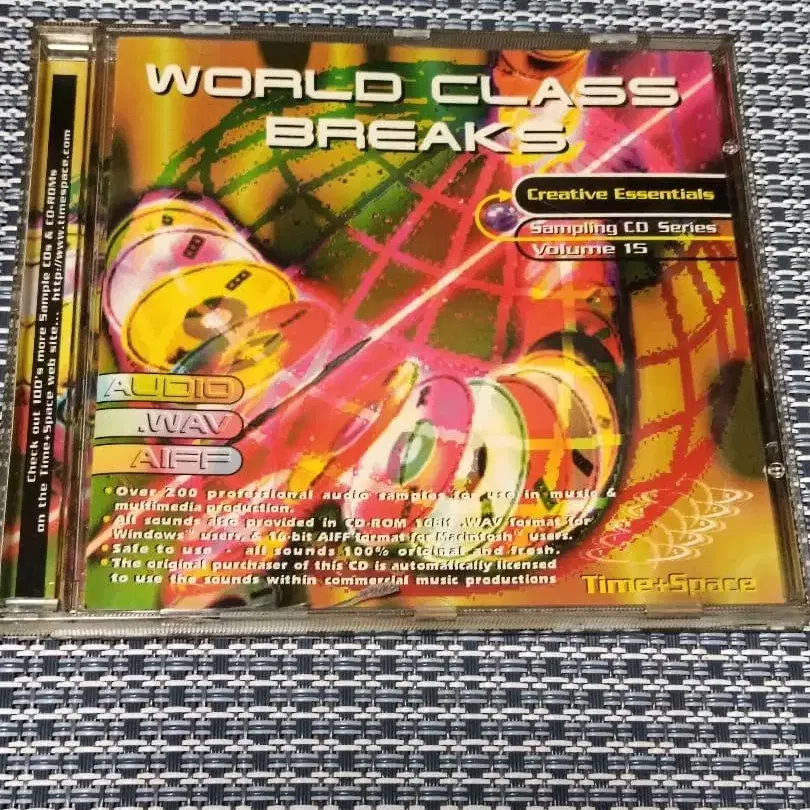 WORLD CLASS
BREAKS
Creative Essentials
Sampling CD Series
Volume 15
AUDIO
.WAV
AIFF
• Over 200 professional audio samples for use in music &
multimedia production.
• All sounds also provided in CD-ROM 16bit .WAV format for
Windows™ users, & 16-bit AIFF format for Macintosh™ users.
• Safe to use - all sounds 100% original and fresh.
• The original purchaser of this CD is automatically licensed
to use the sounds within commercial music productions
Time+Space
Check out 100's more Sample CDs & CD-ROMs
on the Time+Space web site... http://www.timespace.com